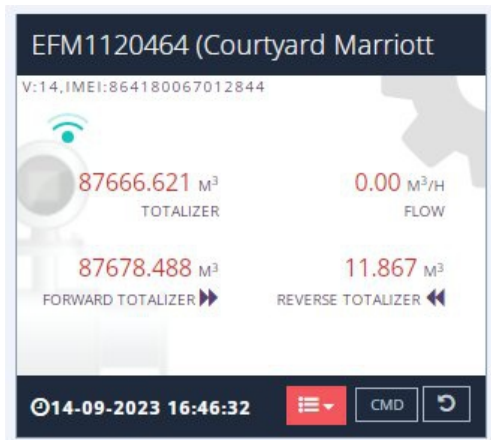 EFM1120464 (Courtyard Marriott
V:14,IMEI:864180067012844
87666.621 M³ 0.00 M³/H
TOTALIZER FLOW
87678.488 M³ 11.867 M³
FORWARD TOTALIZER REVERSE TOTALIZER
14-09-2023 16:46:32 CMD